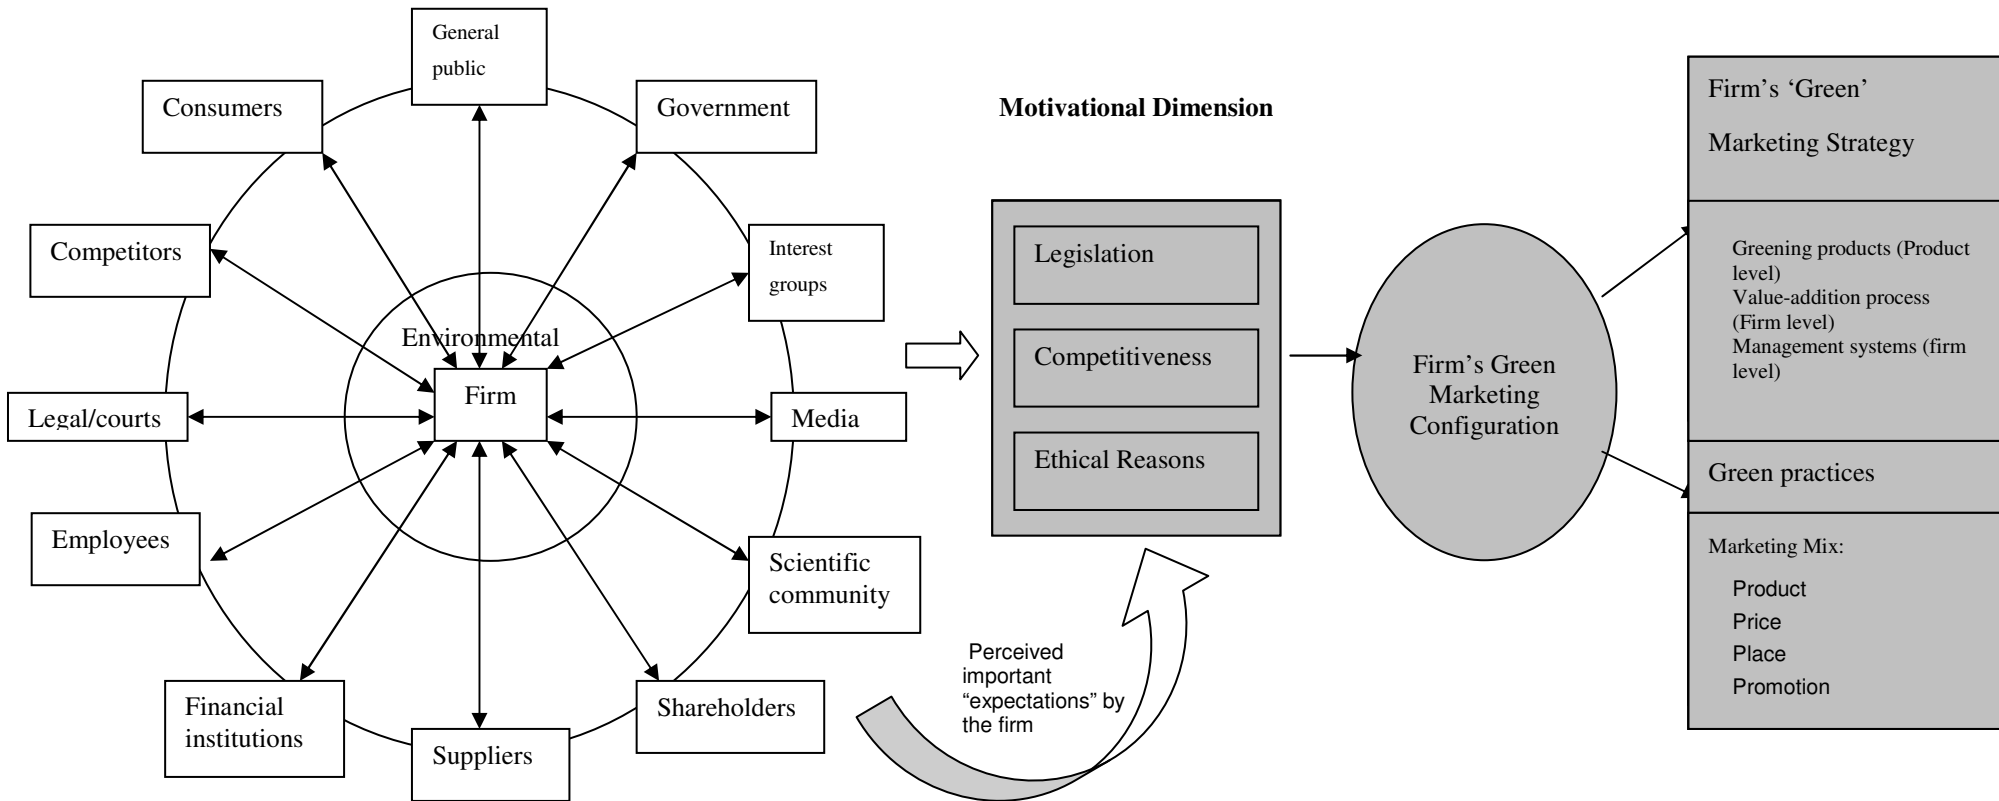 General
public
Consumers
Government
Competitors
Interest
groups
Environmental
Firm
Legal/courts
Media
Employees
Scientific
community
Financial
institutions
Suppliers
Shareholders
Motivational Dimension
Legislation
Competitiveness
Ethical Reasons
Perceived
important
“expectations” by
the firm
Firm’s Green
Marketing
Configuration
Firm’s ‘Green’
Marketing Strategy
Greening products (Product
level)
Value-addition process
(Firm level)
Management systems (firm
level)
Green practices
Marketing Mix:
Product
Price
Place
Promotion